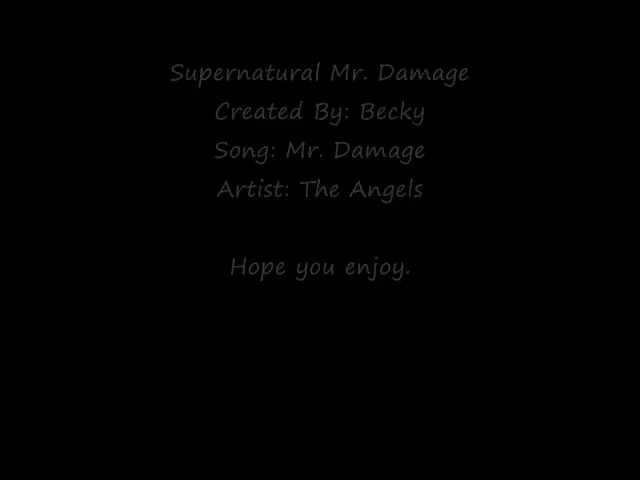 Supernatural Mr. Damage
Created By: Becky
Song: Mr. Damage
Artist: The Angels
Hope you enjoy.